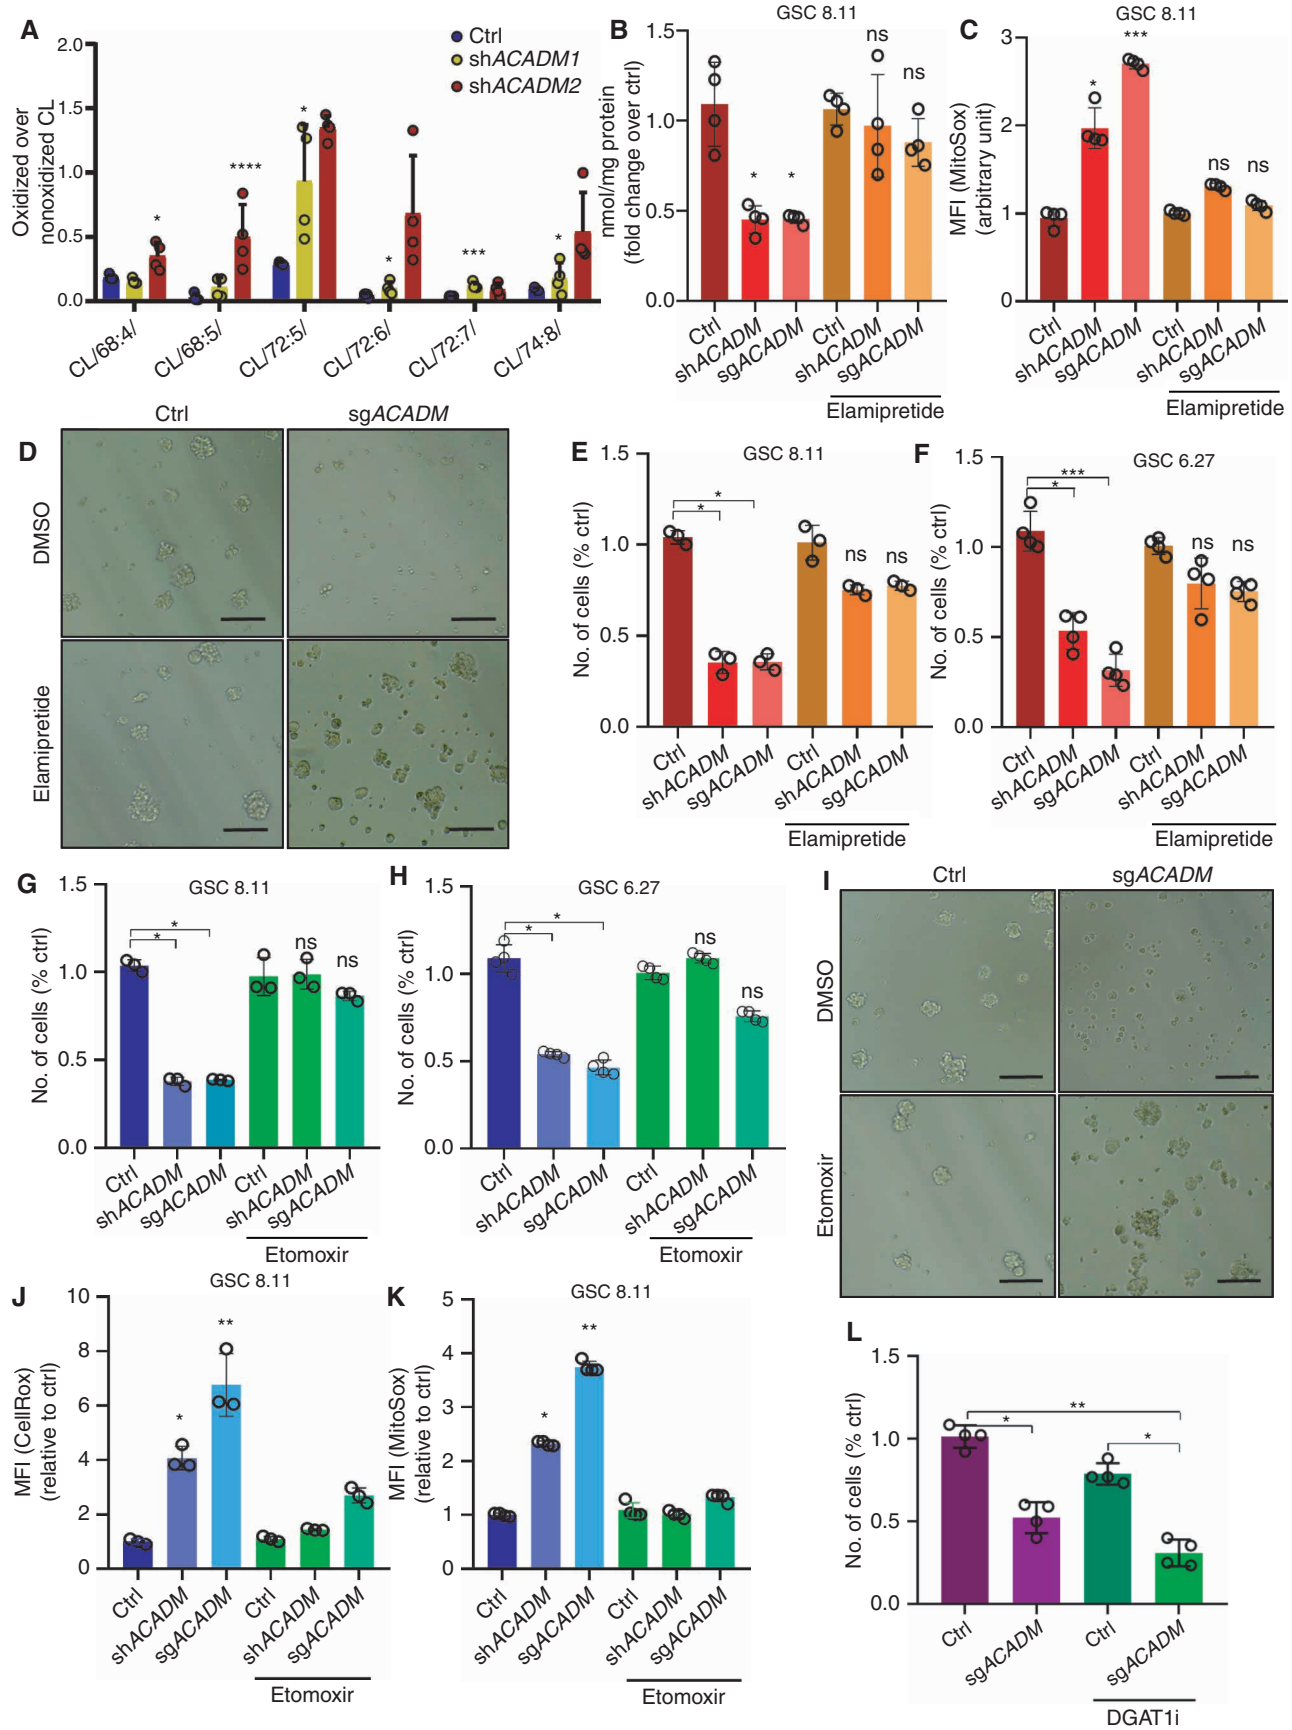 A
Ctrl
shACADM1
shACADM2
Oxidized over
nonoxidized CL
2.0
1.5
1.0
0.5
0.0
*
****
*
*
***
*
CL/68:4/
CL/68:5/
CL/72:5/
CL/72:6/
CL/72:7/
CL/74:8/
B
GSC 8.11
nmol/mg protein
(fold change over ctrl)
1.5
1.0
0.5
0.0
*
*
ns
ns
Ctrl
shACADM
sgACADM
Ctrl
shACADM
sgACADM
Elamipretide
C
GSC 8.11
MFI (MitoSox)
(arbitrary unit)
3
2
1
0
*
***
ns
ns
Ctrl
shACADM
sgACADM
Ctrl
shACADM
sgACADM
Elamipretide
D
Ctrl
sgACADM
DMSO
Elamipretide
E
GSC 8.11
No. of cells (% ctrl)
1.5
1.0
0.5
0.0
*
*
ns
ns
Ctrl
shACADM
sgACADM
Ctrl
shACADM
sgACADM
Elamipretide
F
GSC 6.27
No. of cells (% ctrl)
1.5
1.0
0.5
0.0
***
*
ns
ns
Ctrl
shACADM
sgACADM
Ctrl
shACADM
sgACADM
Elamipretide
G
GSC 8.11
No. of cells (% ctrl)
1.5
1.0
0.5
0.0
*
*
ns
ns
Ctrl
shACADM
sgACADM
Ctrl
shACADM
sgACADM
Etomoxir
H
GSC 6.27
No. of cells (% ctrl)
1.5
1.0
0.5
0.0
*
*
ns
ns
Ctrl
shACADM
sgACADM
Ctrl
shACADM
sgACADM
Etomoxir
I
Ctrl
sgACADM
DMSO
Etomoxir
J
GSC 8.11
MFI (CellRox)
(relative to ctrl)
10
8
6
4
2
0
*
**
Ctrl
shACADM
sgACADM
Ctrl
shACADM
sgACADM
Etomoxir
K
GSC 8.11
MFI (MitoSox)
(relative to ctrl)
5
4
3
2
1
0
*
**
Ctrl
shACADM
sgACADM
Ctrl
shACADM
sgACADM
Etomoxir
L
No. of cells (% ctrl)
1.5
1.0
0.5
0.0
**
*
*
Ctrl
sgACADM
Ctrl
sgACADM
DGAT1i